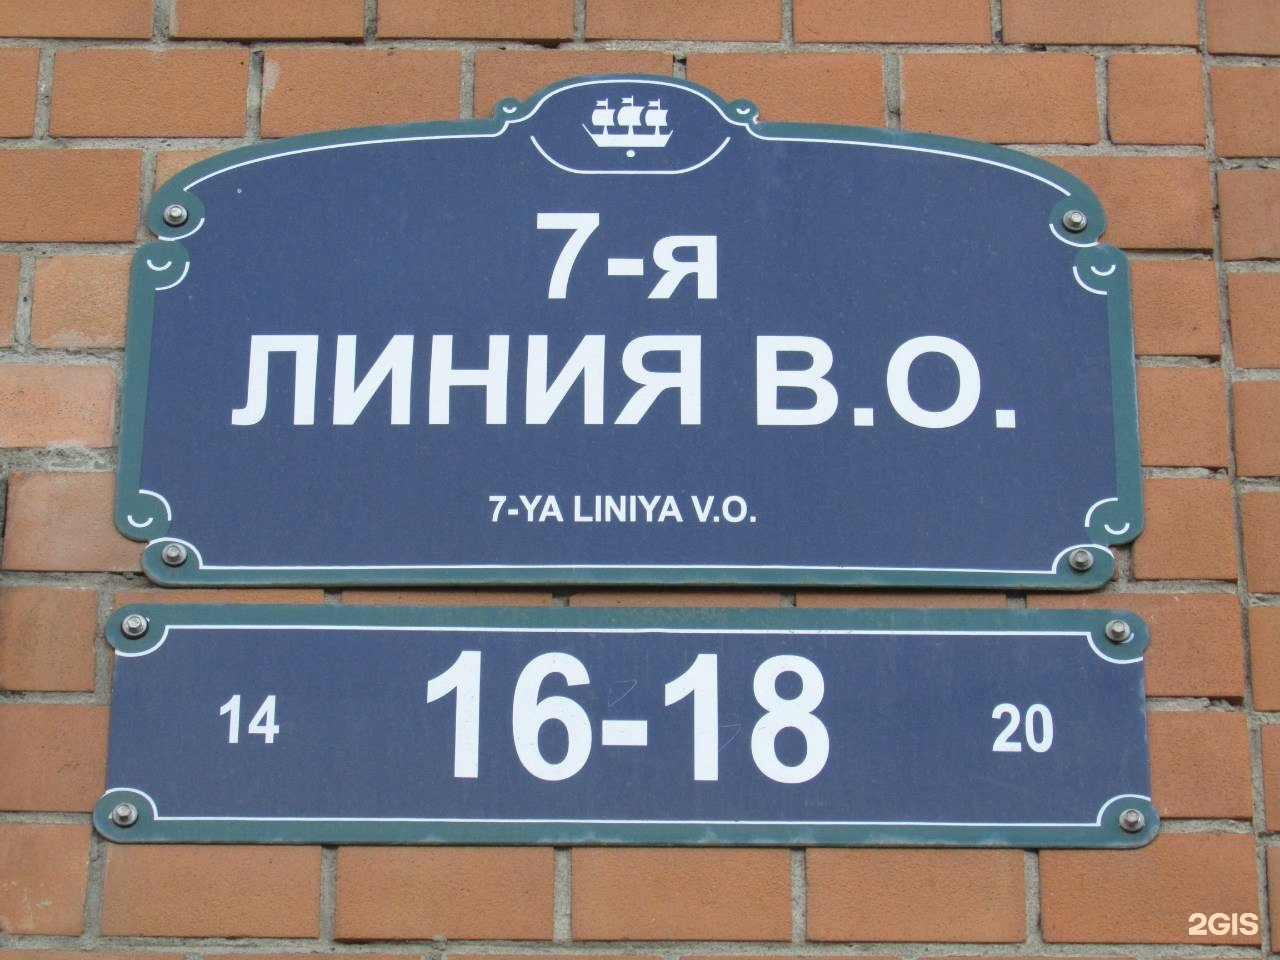 7-я
ЛИНИЯ В.О.
7-YA LINIYA V.O.
14 16-18 20
2GIS